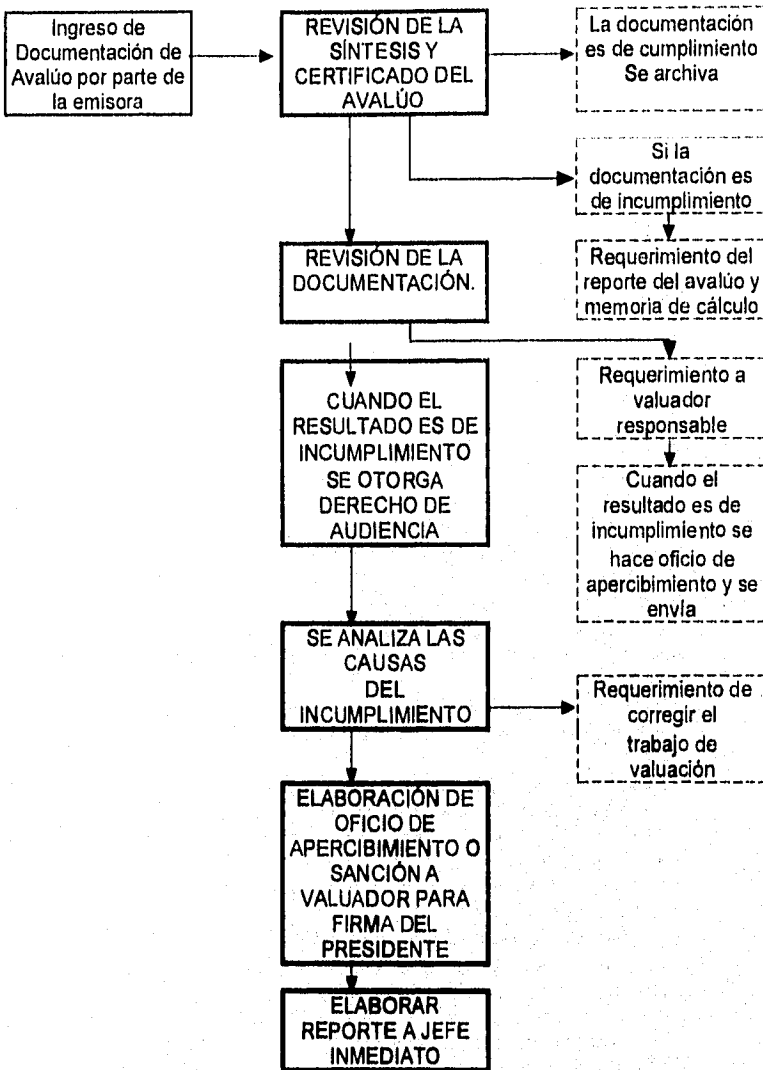 Ingreso de
Documentación de
Avalúo por parte de
la emisora
REVISIÓN DE LA
SÍNTESIS Y
CERTIFICADO DEL
AVALÚO
La documentación
es de cumplimiento
Se archiva
Si la
documentación es
de incumplimiento
REVISIÓN DE LA
DOCUMENTACIÓN.
Requerimiento del
reporte del avalúo y
memoria de cálculo
CUANDO EL
RESULTADO ES DE
INCUMPLIMIENTO
SE OTORGA
DERECHO DE
AUDIENCIA
Requerimiento a
valuador
responsable
Cuando el
resultado es de
incumplimiento se
hace oficio de
apercibimiento y se
envía
SE ANALIZA LAS
CAUSAS
DEL
INCUMPLIMIENTO
Requerimiento de
corregir el
trabajo de
valuación
ELABORACIÓN DE
OFICIO DE
APERCIBIMIENTO O
SANCIÓN A
VALUADOR PARA
FIRMA DEL
PRESIDENTE
ELABORAR
REPORTE A JEFE
INMEDIATO